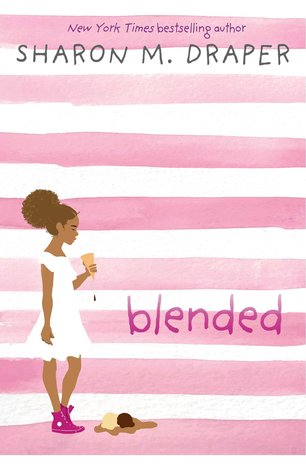 New York Times bestselling author
SHARON M. DRAPER
blended